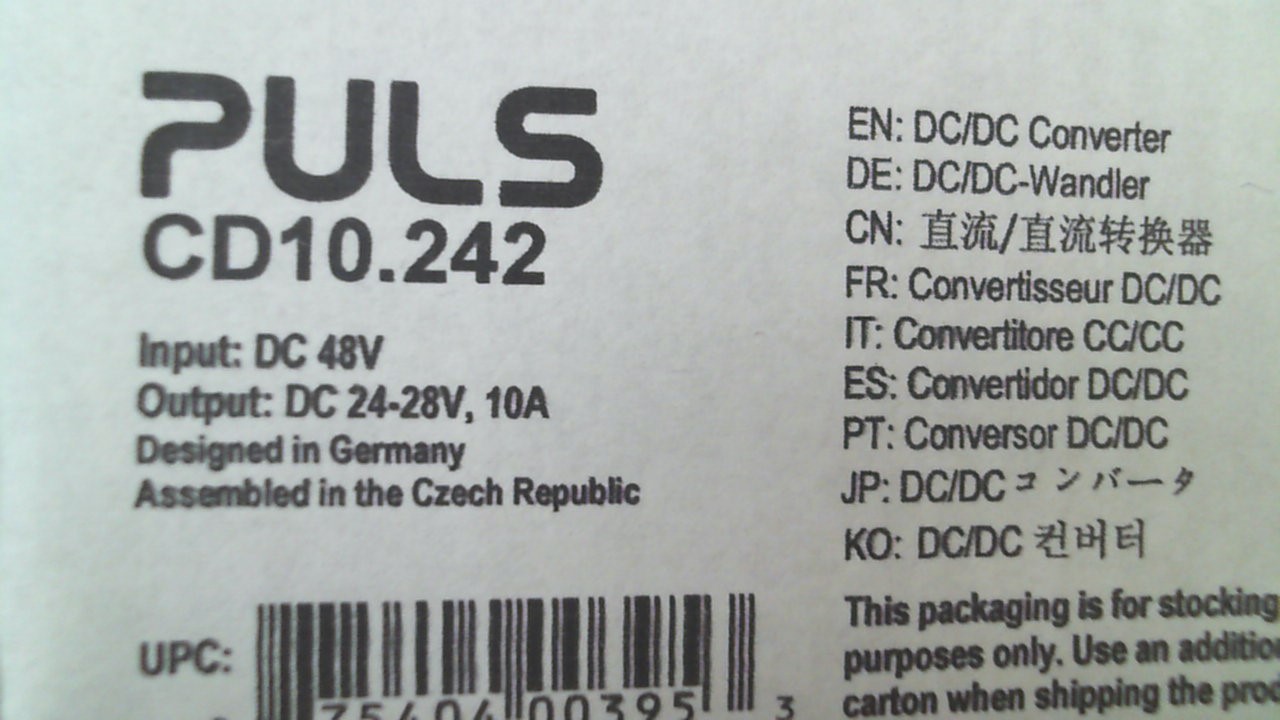 PULS
CD10.242
Input: DC 48V
Output: DC 24-28V, 10A
Designed in Germany
Assembled in the Czech Republic
UPC:
75404 00395 3
EN: DC/DC Converter
DE: DC/DC-Wandler
CN: 直流/直流转换器
FR: Convertisseur DC/DC
IT: Convertitore CC/CC
ES: Convertidor DC/DC
PT: Conversor DC/DC
JP: DC/DC コンバータ
KO: DC/DC 컨버터
This packaging is for stocking
purposes only. Use an
carton when shipping the